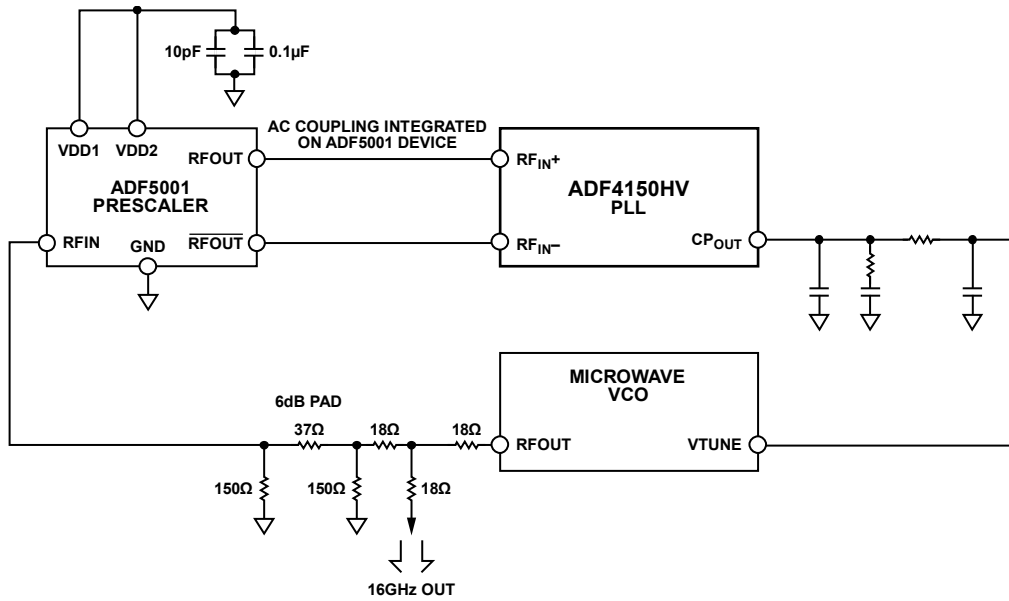 10pF
0.1µF
VDD1
VDD2
RFOUT
ADF5001
PRESCALER
RFIN
GND
R̅F̅O̅U̅T̅
AC COUPLING INTEGRATED
ON ADF5001 DEVICE
RFIN+
ADF4150HV
PLL
RFIN–
CPOUT
6dB PAD
37Ω
18Ω
18Ω
150Ω
150Ω
18Ω
16GHz OUT
MICROWAVE
VCO
RFOUT
VTUNE